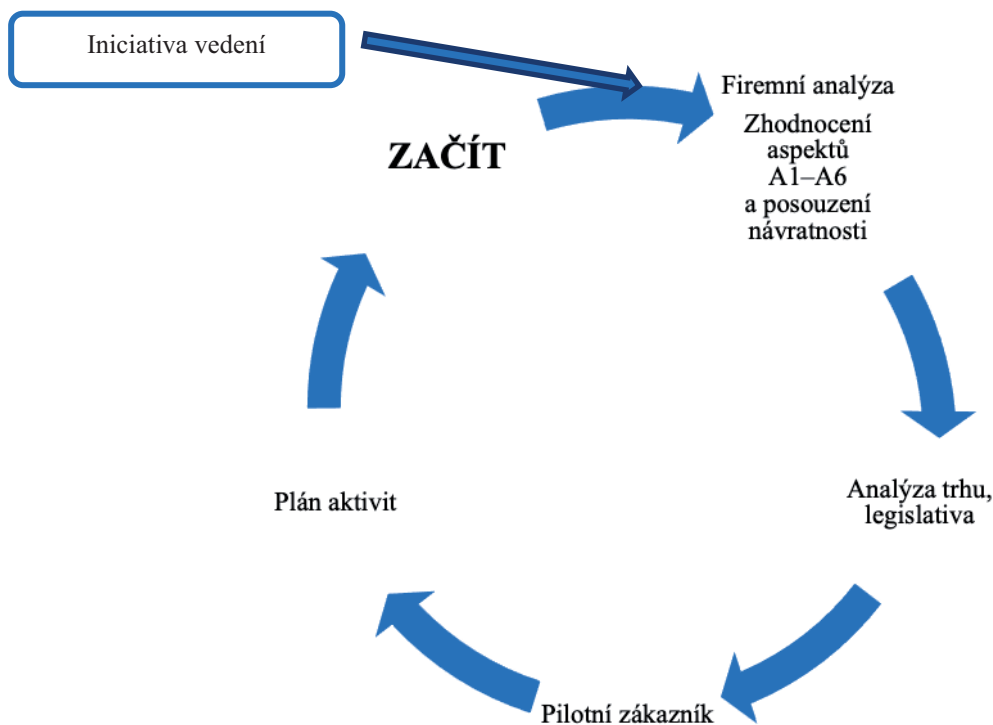 Iniciativa vedení
ZAČÍT
Firemní analýza
Zhodnocení
aspektů
A1–A6
a posouzení
návratnosti
Analýza trhu,
legislativa
Pilotní zákazník
Plán aktivit